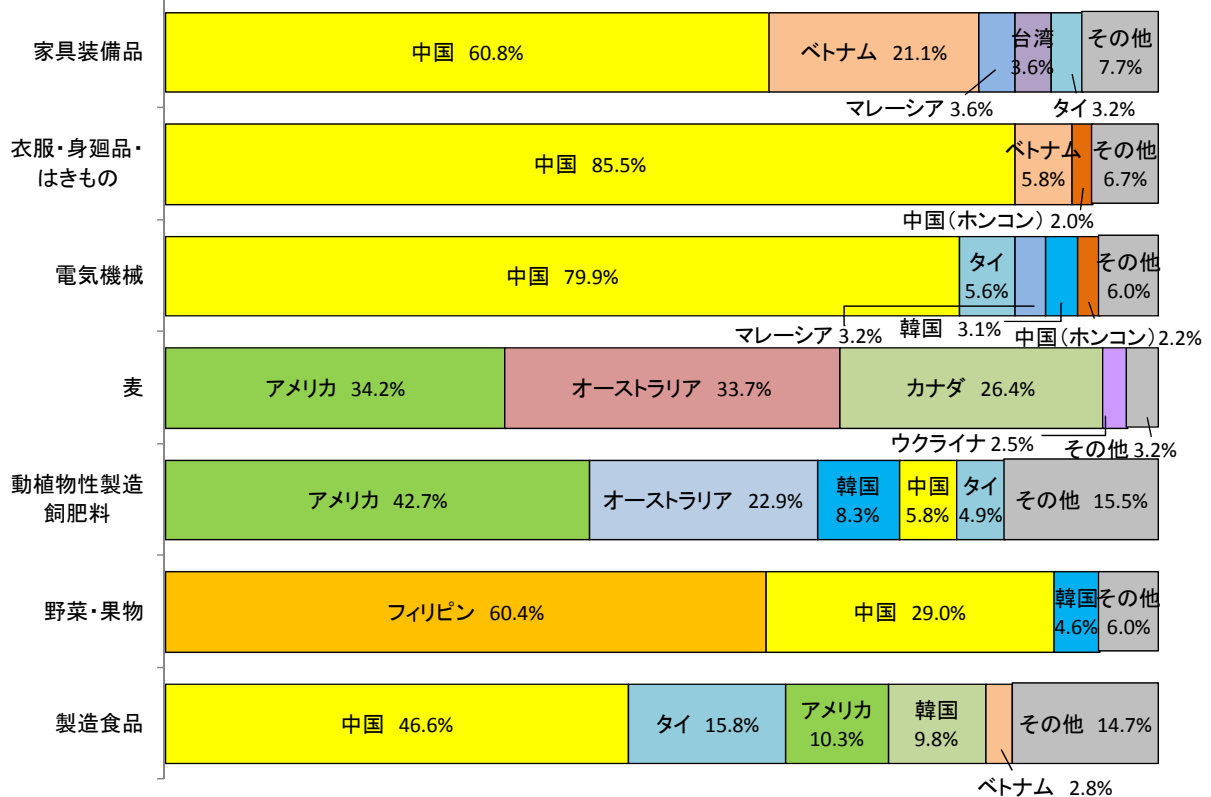 家具装備品
中国 60.8%
ベトナム 21.1%
台湾
3.6%
その他
7.7%
マレーシア 3.6%
タイ 3.2%
衣服・身廻品・
はきもの
中国 85.5%
ベトナム
5.8%
その他
6.7%
中国(ホンコン) 2.0%
電気機械
中国 79.9%
タイ
5.6%
その他
6.0%
マレーシア 3.2%
韓国 3.1%
中国(ホンコン) 2.2%
麦
アメリカ 34.2%
オーストラリア 33.7%
カナダ 26.4%
ウクライナ 2.5%
その他 3.2%
動植物性製造
飼肥料
アメリカ 42.7%
オーストラリア 22.9%
韓国
8.3%
中国
5.8%
タイ
4.9%
その他 15.5%
野菜・果物
フィリピン 60.4%
中国 29.0%
韓国
4.6%
その他
6.0%
製造食品
中国 46.6%
タイ 15.8%
アメリカ
10.3%
韓国
9.8%
その他 14.7%
ベトナム 2.8%